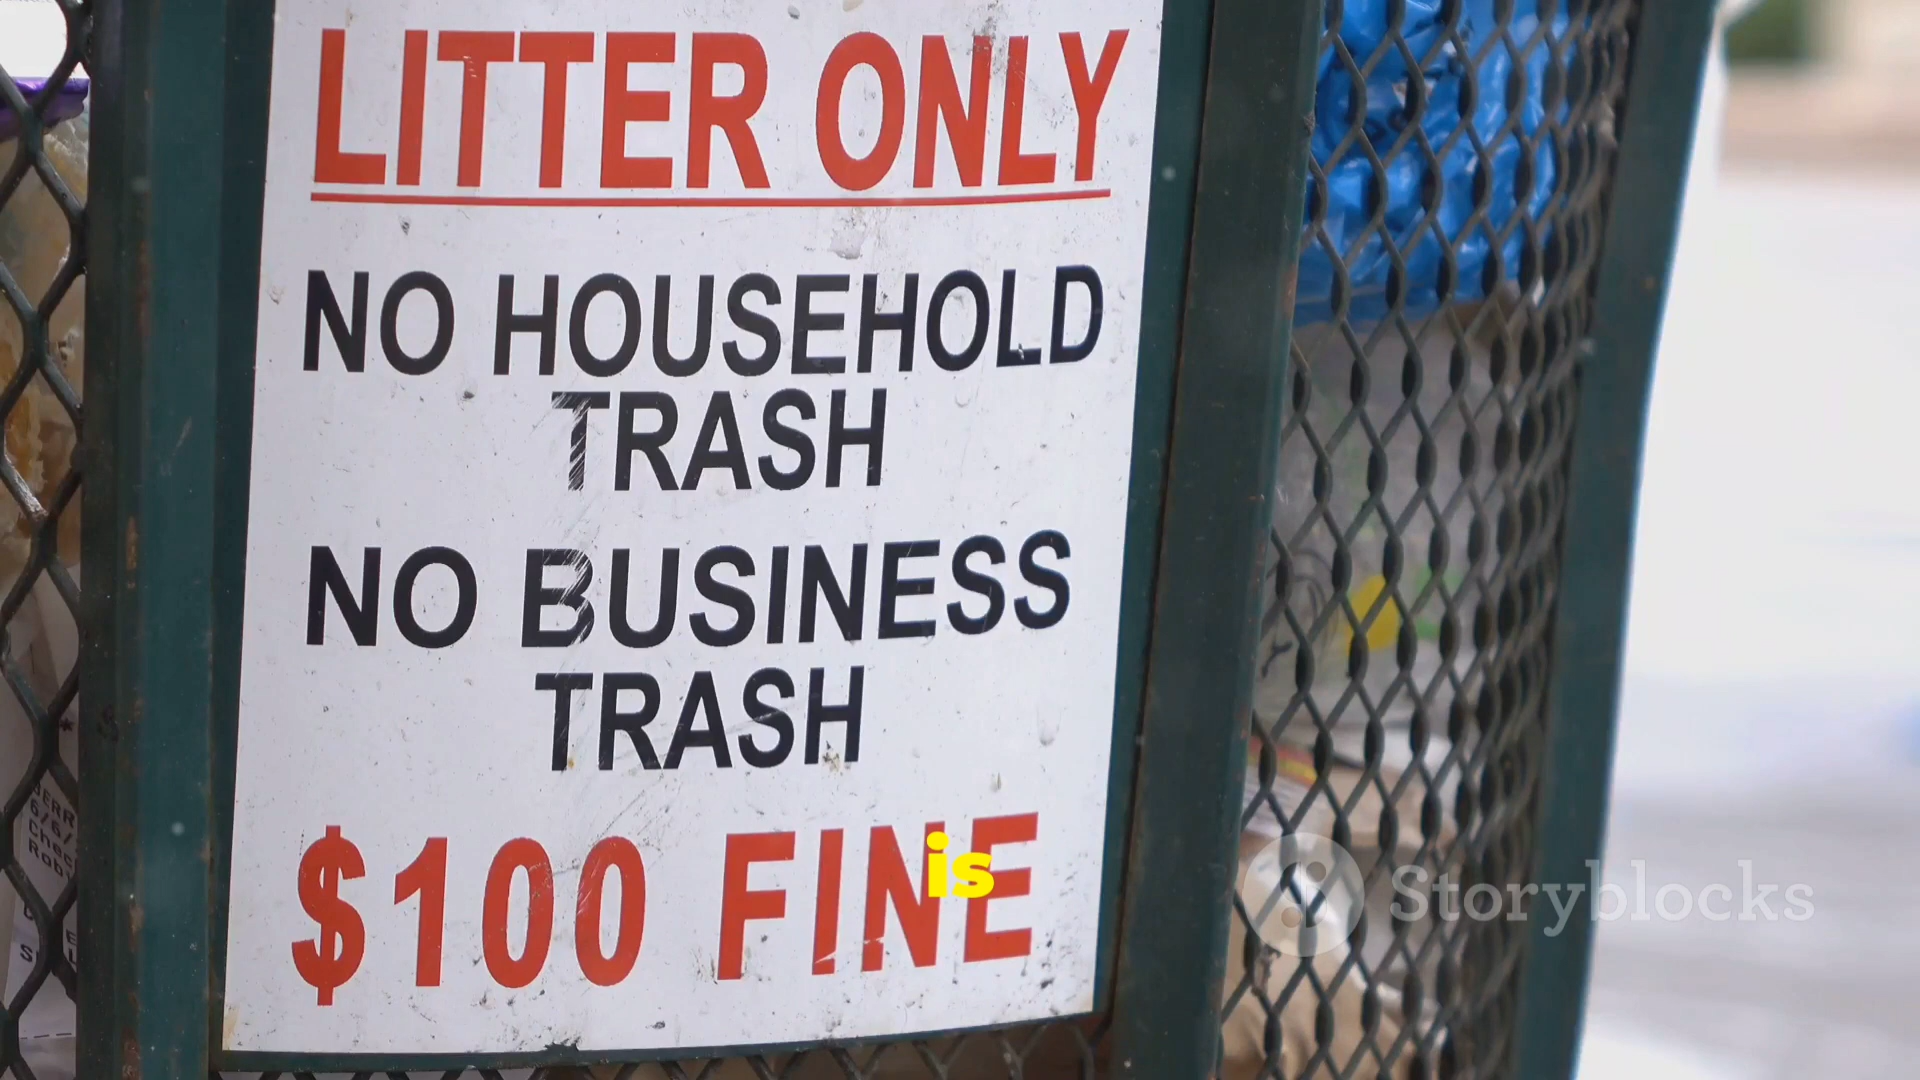 LITTER ONLY
NO HOUSEHOLD
TRASH
NO BUSINESS
TRASH
$100 FINE
is
Storyblocks